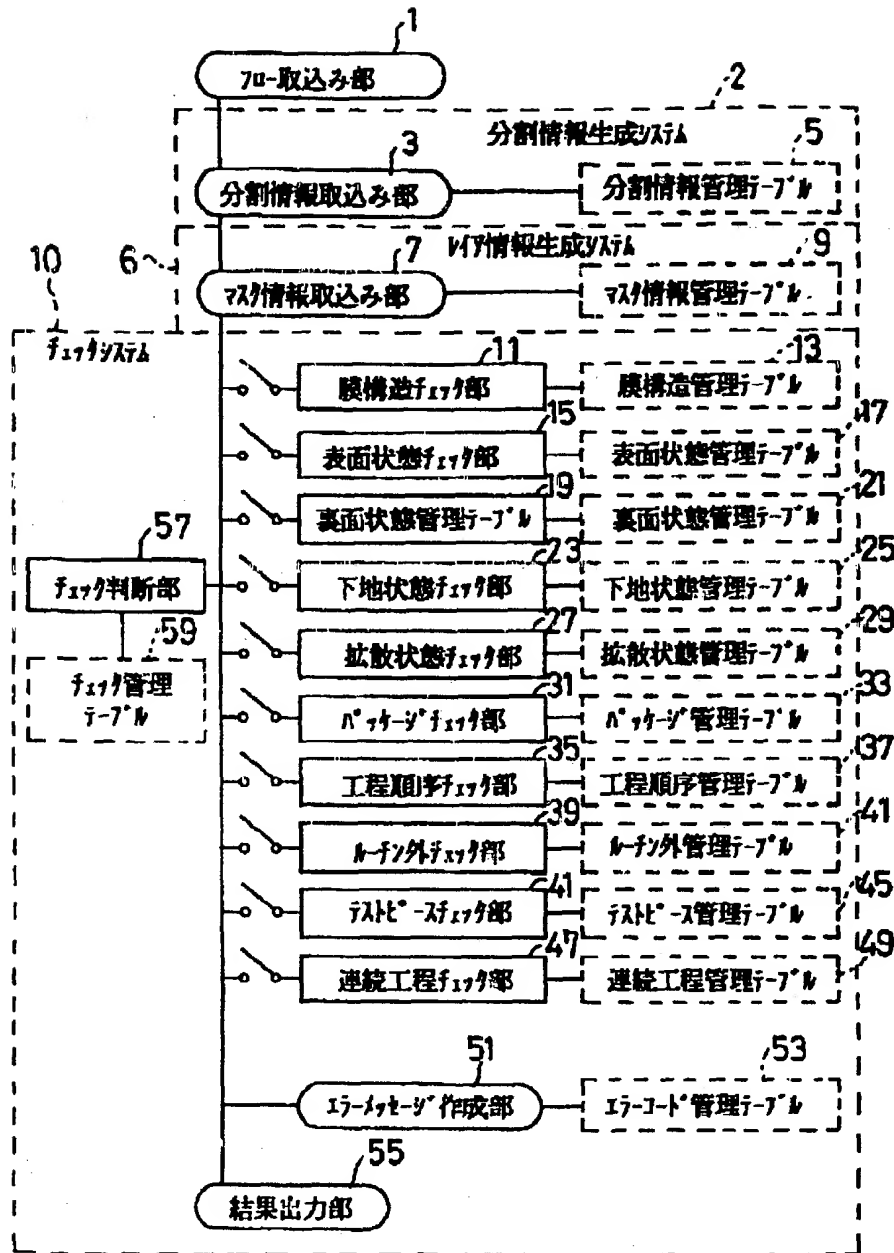 1
フロー取込み部
2
分割情報生成システム
3
5
分割情報取込み部
分割情報管理テーブル
レイア情報生成システム
10
6
7
9
マスタ情報取込み部
マスタ情報管理テーブル
チェックシステム
11
13
膜構造チェック部
膜構造管理テーブル
15
17
表面状態チェック部
表面状態管理テーブル
19
21
裏面状態管理テーブル
裏面状態管理テーブル
57
23
25
チェック判断部
下地状態チェック部
下地状態管理テーブル
59
27
29
チェック管理
テーブル
拡散状態チェック部
拡散状態管理テーブル
31
33
パッケージチェック部
パッケージ管理テーブル
35
37
工程順序チェック部
工程順序管理テーブル
39
41
ルーチン外チェック部
ルーチン外管理テーブル
41
45
テストピースチェック部
テストピース管理テーブル
47
49
連続工程チェック部
連続工程管理テーブル
51
53
エラーメッセージ作成部
エラーコード管理テーブル
55
結果出力部